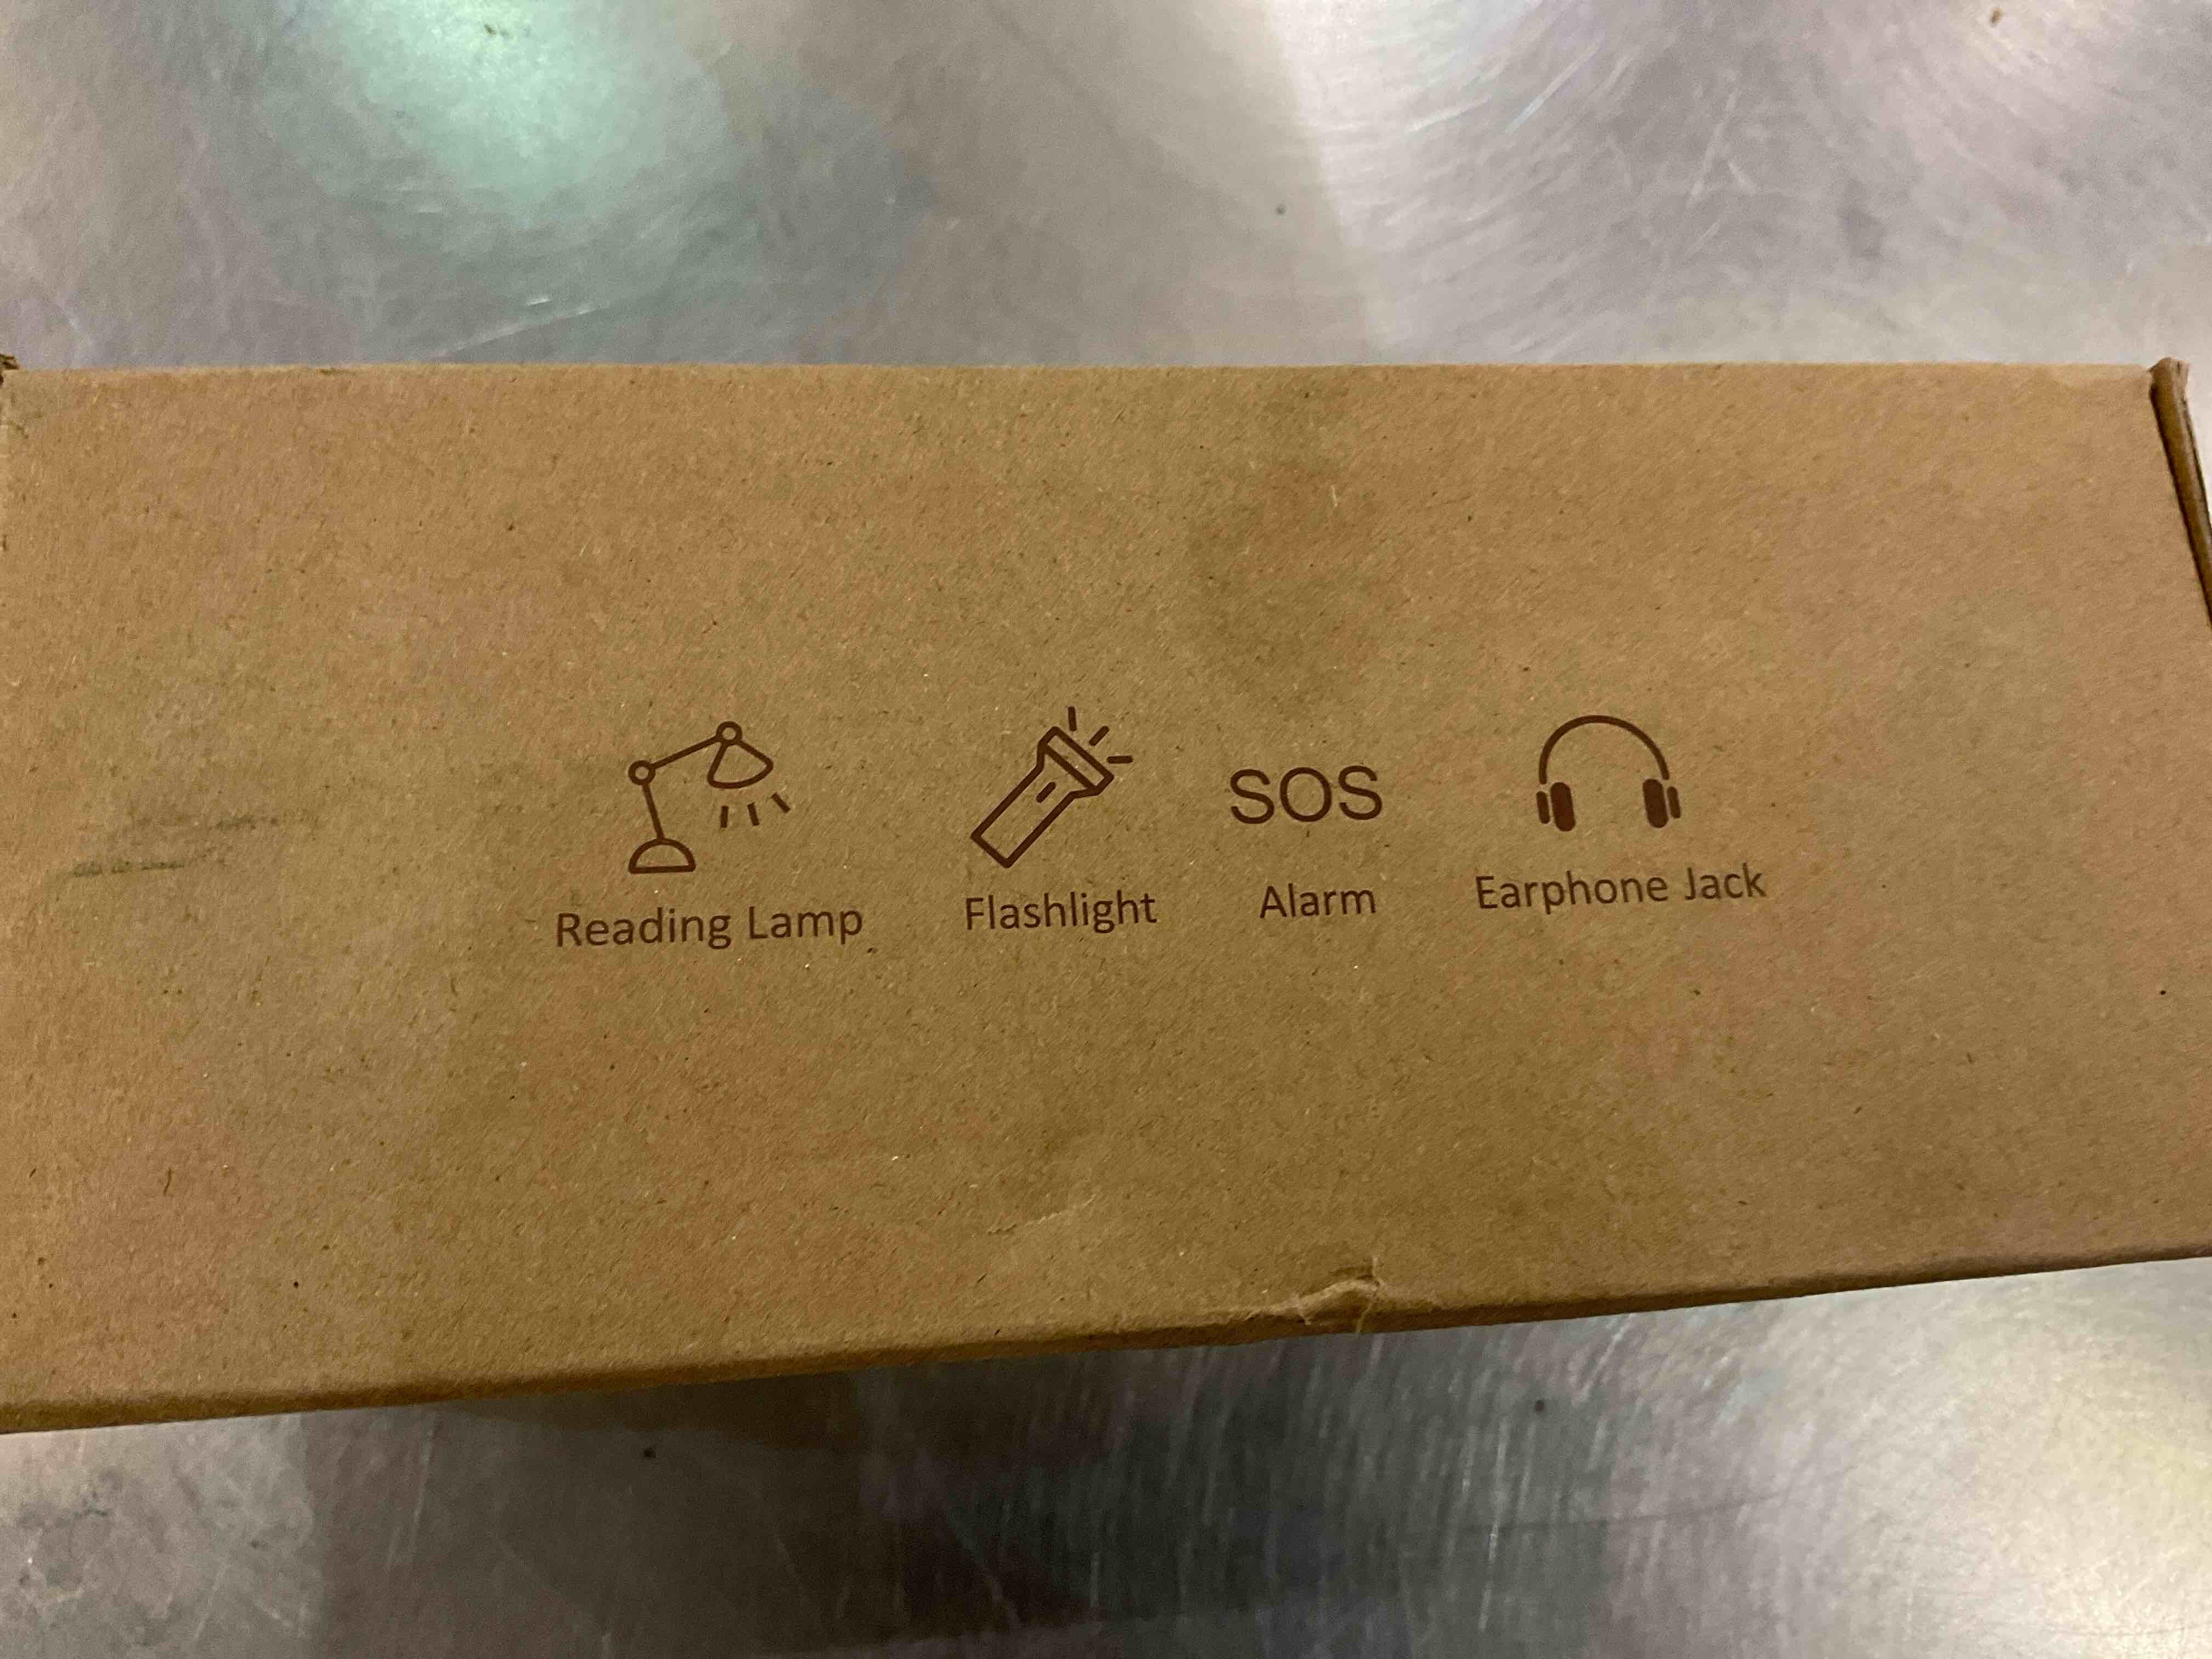 SOS
Reading Lamp Flashlight Alarm Earphone Jack